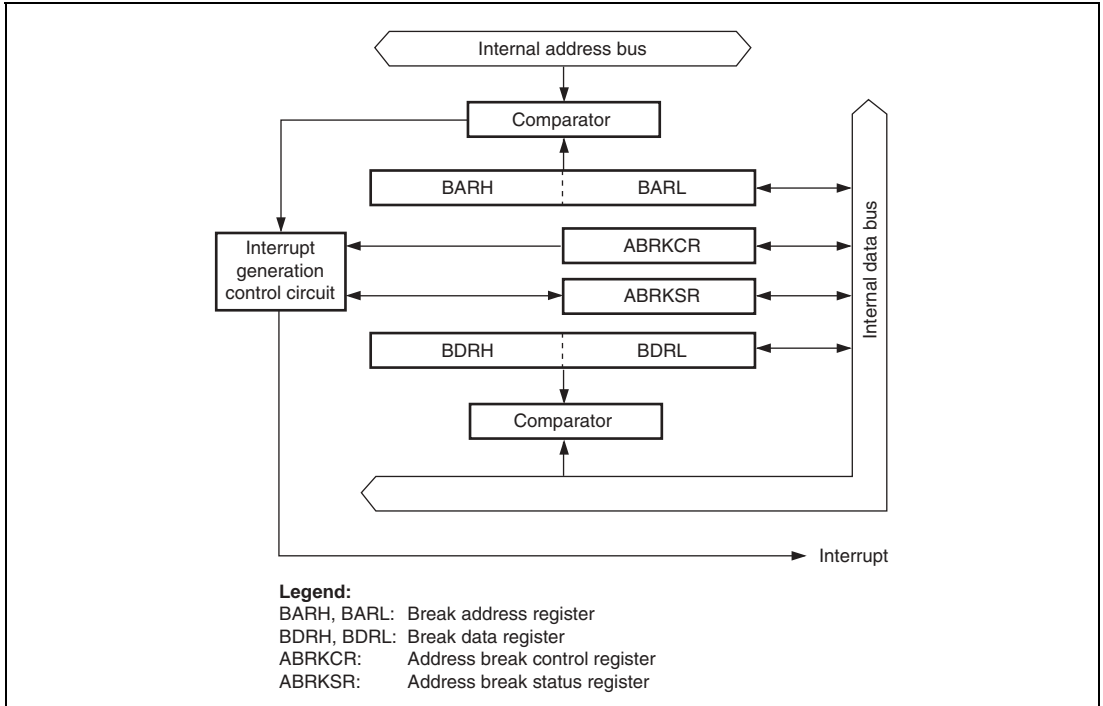 Internal address bus
Comparator
BARH BARL
Interrupt
generation
control circuit
ABRKCR
ABRKSR
Internal data bus
BDRH BDRL
Comparator
Interrupt
Legend:
BARH, BARL: Break address register
BDRH, BDRL: Break data register
ABRKCR: Address break control register
ABRKSR: Address break status register